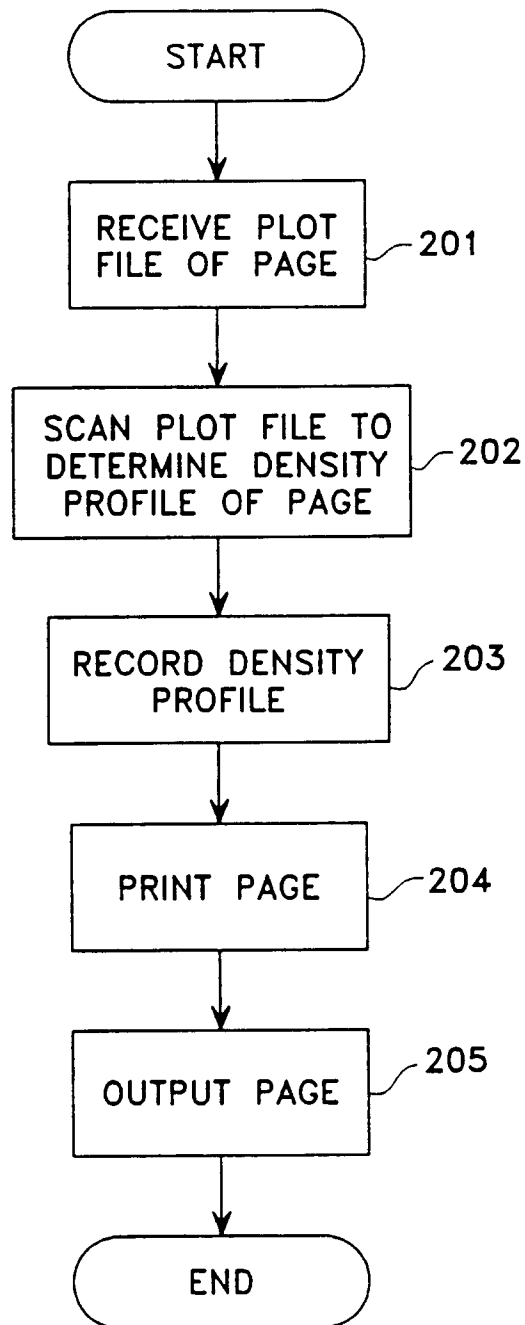 START
RECEIVE PLOT
FILE OF PAGE
201
SCAN PLOT FILE TO
DETERMINE DENSITY
PROFILE OF PAGE
202
RECORD DENSITY
PROFILE
203
PRINT PAGE
204
OUTPUT PAGE
205
END